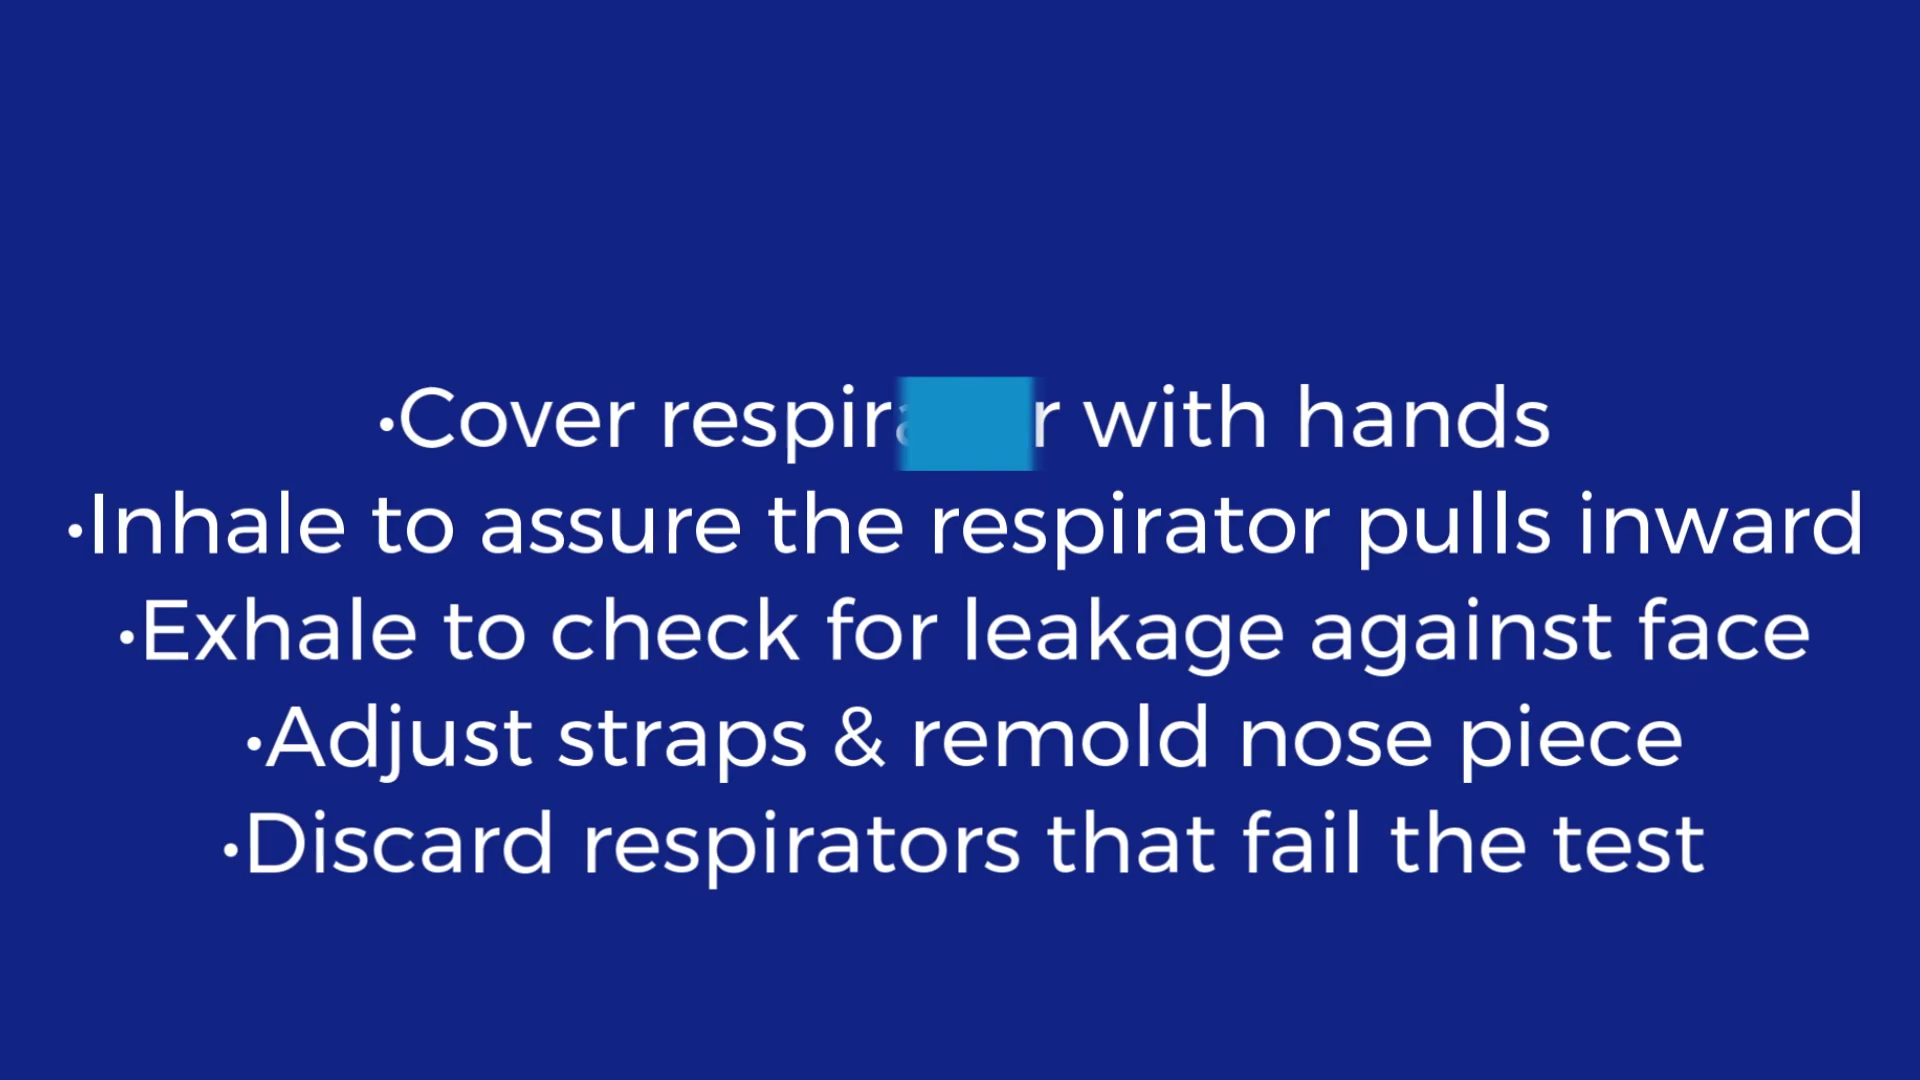 •Cover with hands
•Inhale to assure the respirator pulls inward
•Exhale to check for leakage against face
•Adjust straps & remold nose piece
•Discard respirators that fail the test